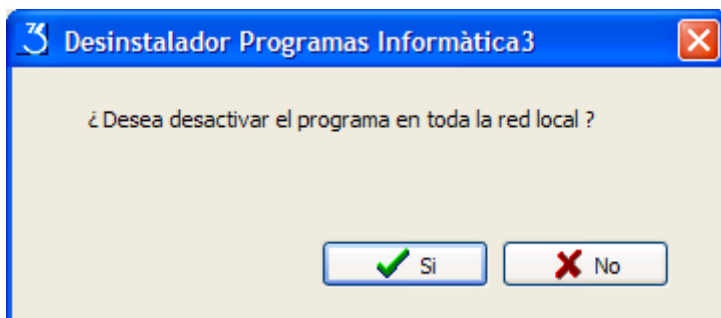 Desinstalador Programas Informàtica3
¿ Desea desactivar el programa en toda la red local ?
Si
No